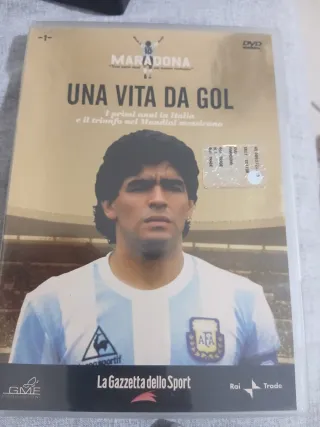 -1-
MARADONA
DVD
UNA VITA DA GOL
I primi anni in Italia
e il trionfo nel Mundial messicano
AFA
La Gazzetta dello Sport
GME
Rai Trade